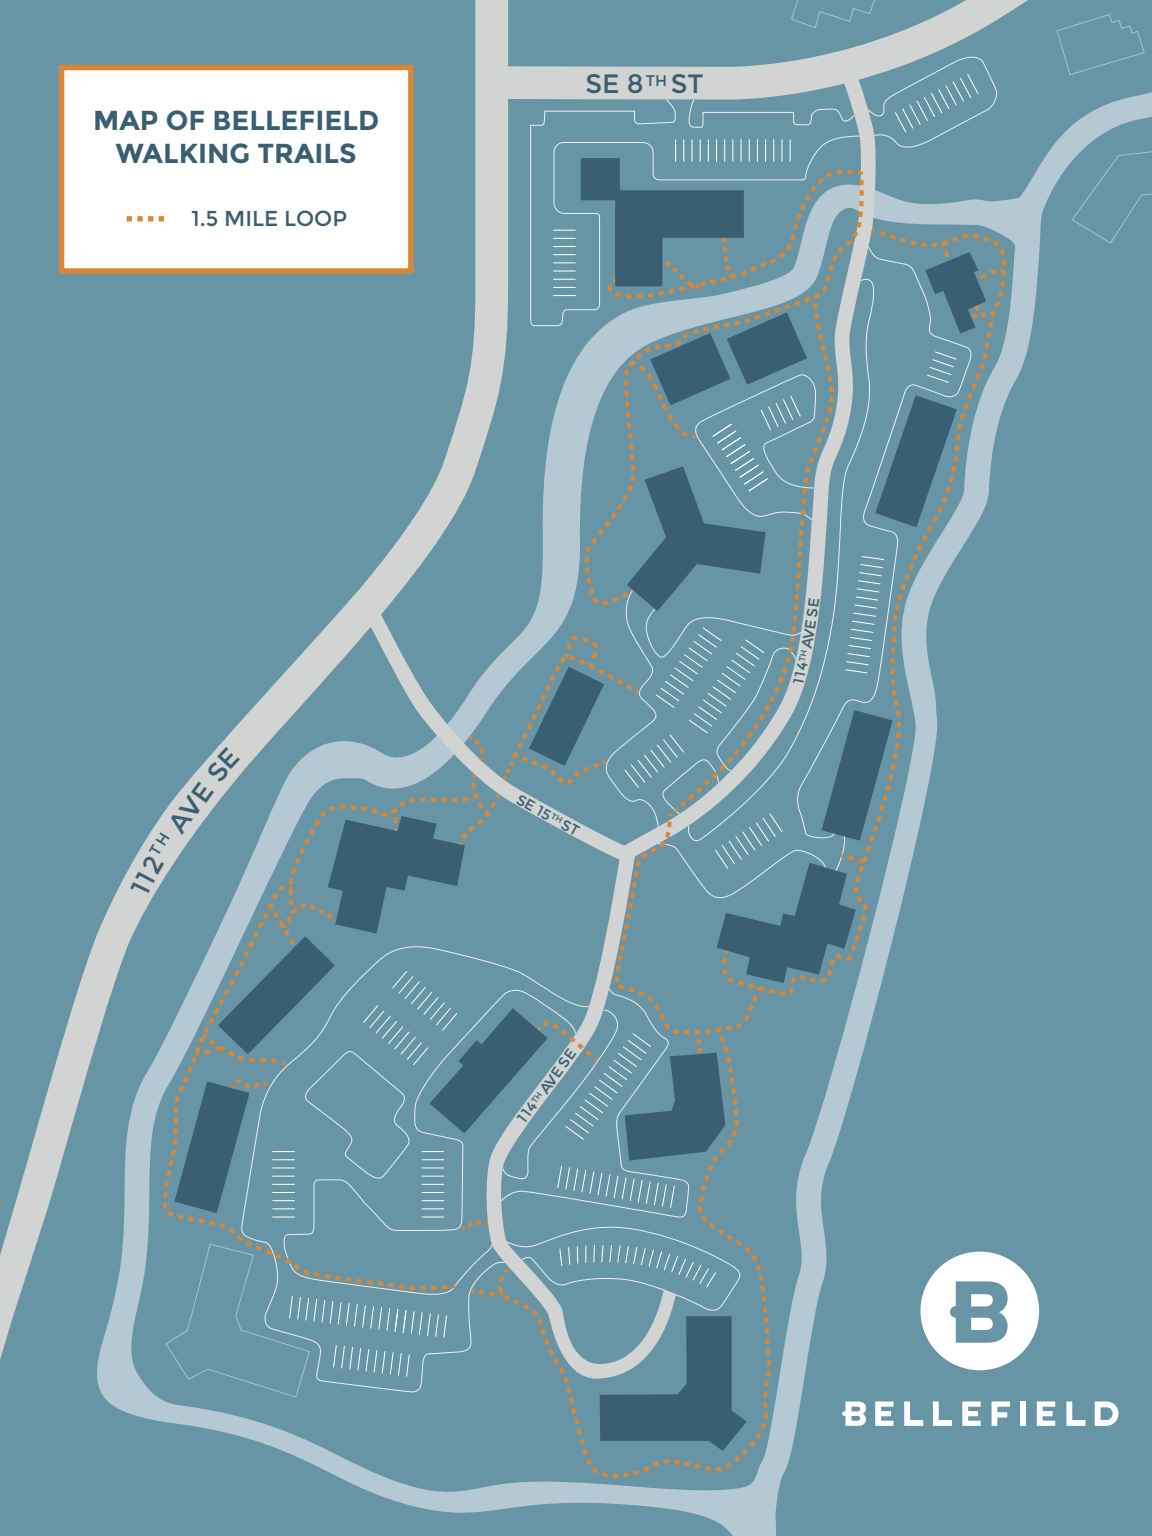 SE 8TH ST
MAP OF BELLEFIELD
WALKING TRAILS
1.5 MILE LOOP
114TH AVE SE
112TH AVE SE
SE 15TH ST
114TH AVE SE
B
BELLEFIELD